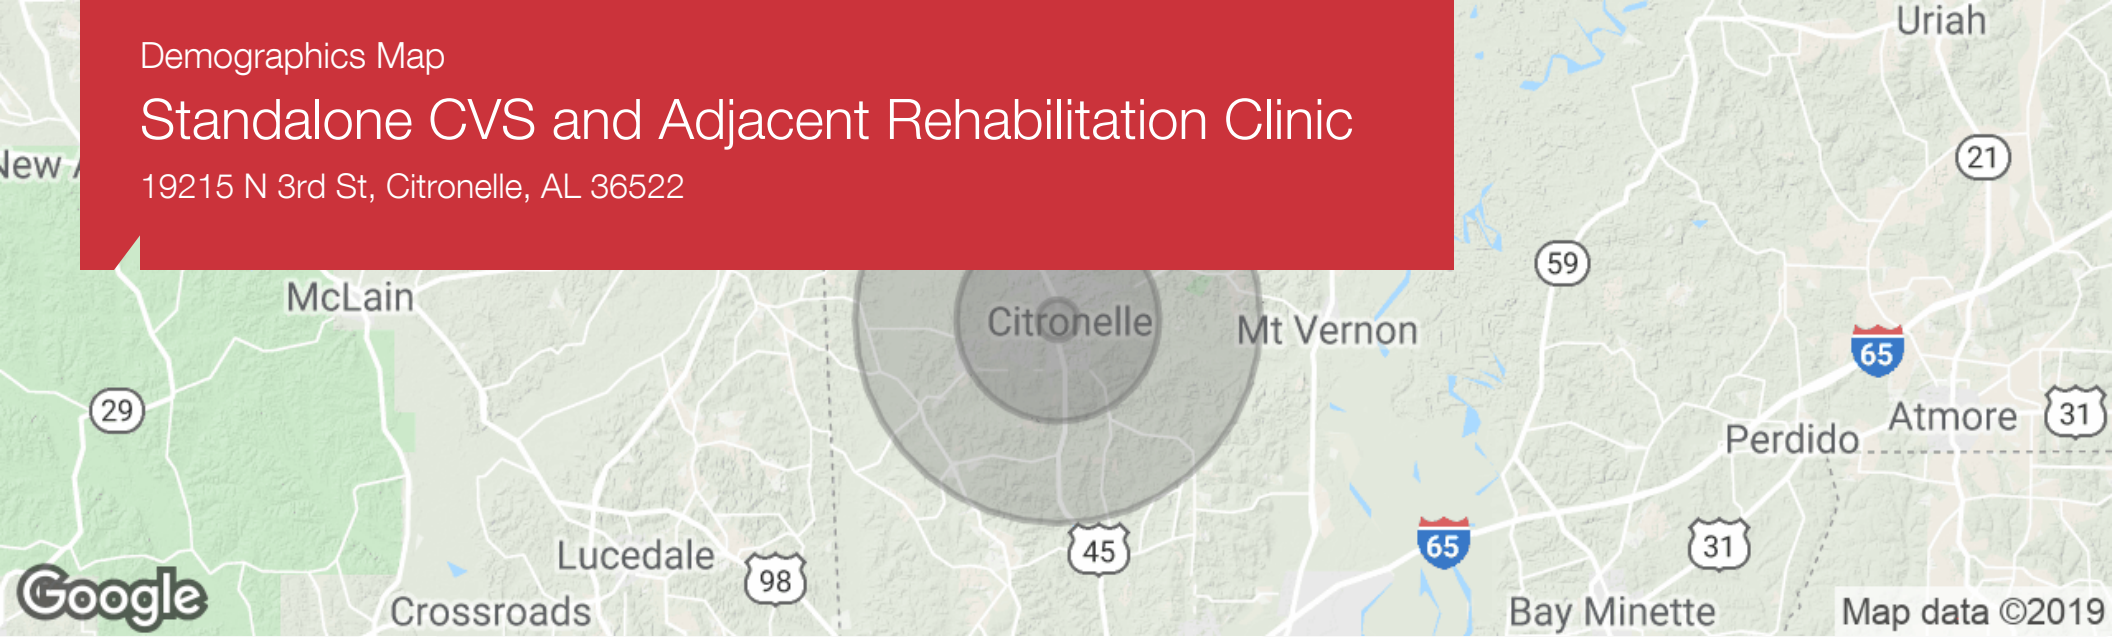 Demographics Map
Standalone CVS and Adjacent Rehabilitation Clinic
19215 N 3rd St, Citronelle, AL 36522
Uriah
21
New
59
McLain
Citronelle
Mt Vernon
65
29
Atmore
31
Perdido
45
65
31
Lucedale
98
Google
Crossroads
Bay Minette
Map data ©2019